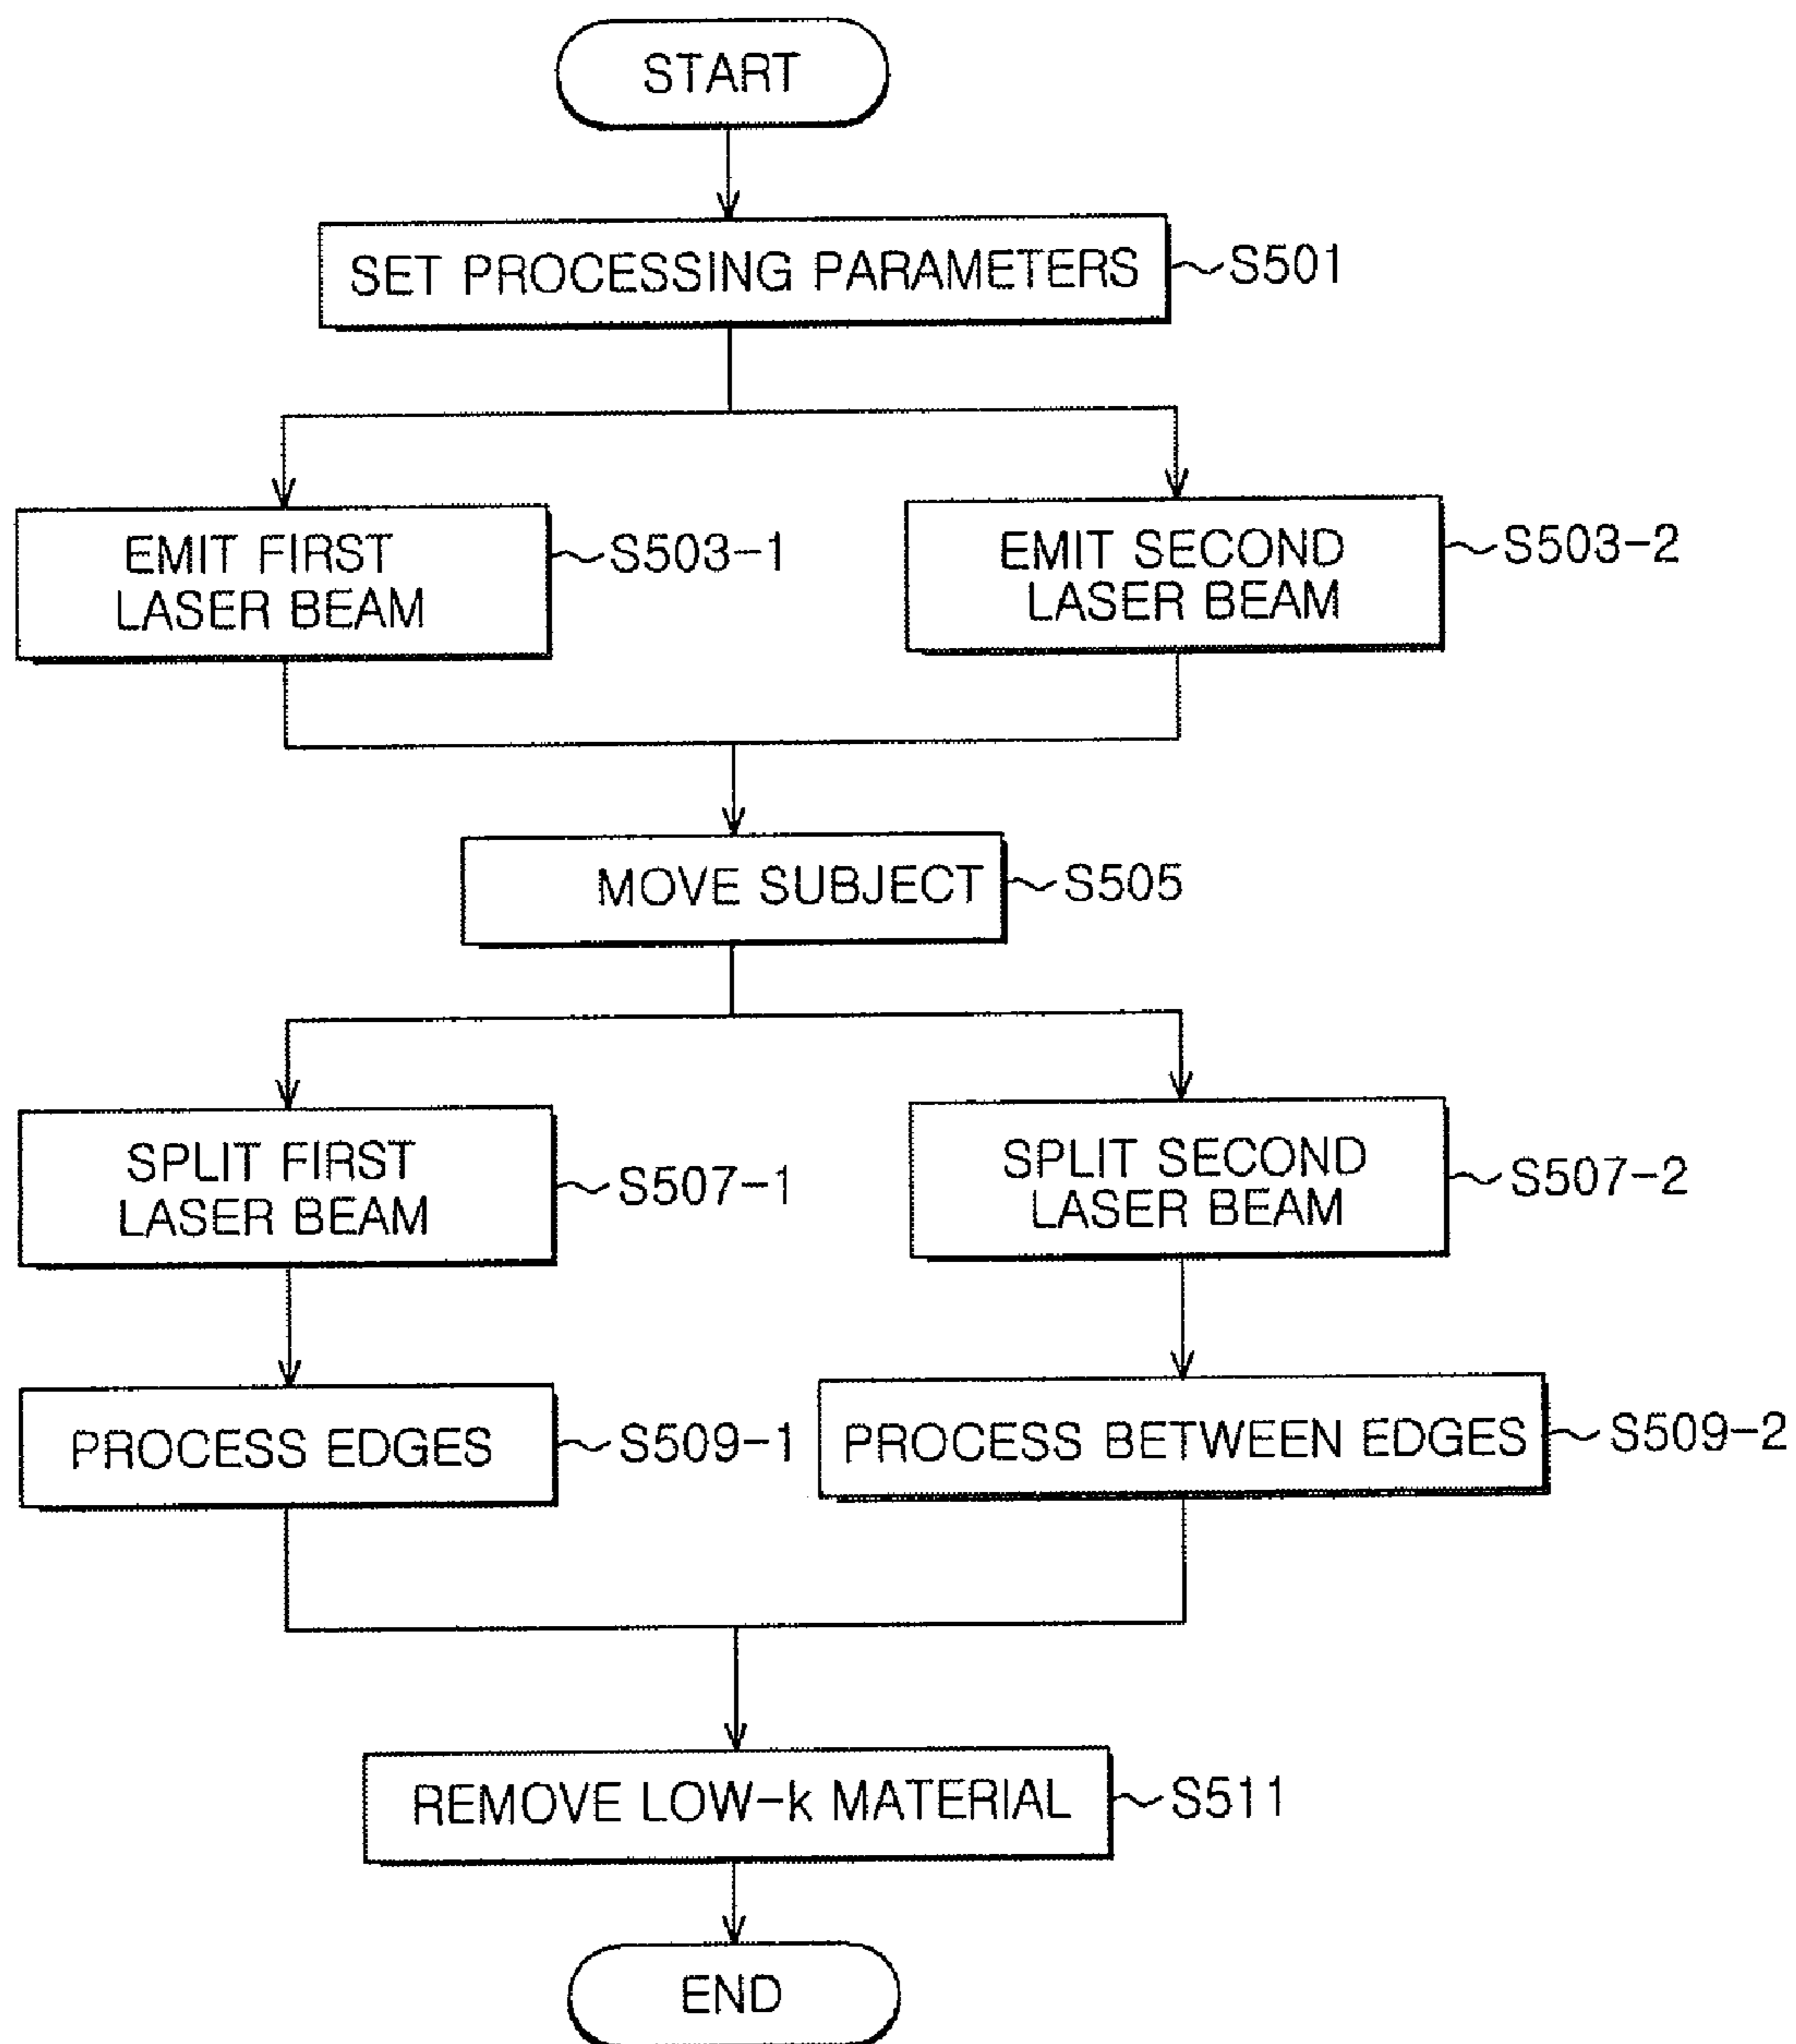 START
SET PROCESSING PARAMETERS
S501
EMIT FIRST
LASER BEAM
S503-1
EMIT SECOND
LASER BEAM
S503-2
MOVE SUBJECT
S505
SPLIT FIRST
LASER BEAM
S507-1
SPLIT SECOND
LASER BEAM
S507-2
PROCESS EDGES
S509-1
PROCESS BETWEEN EDGES
S509-2
REMOVE LOW-k MATERIAL
S511
END